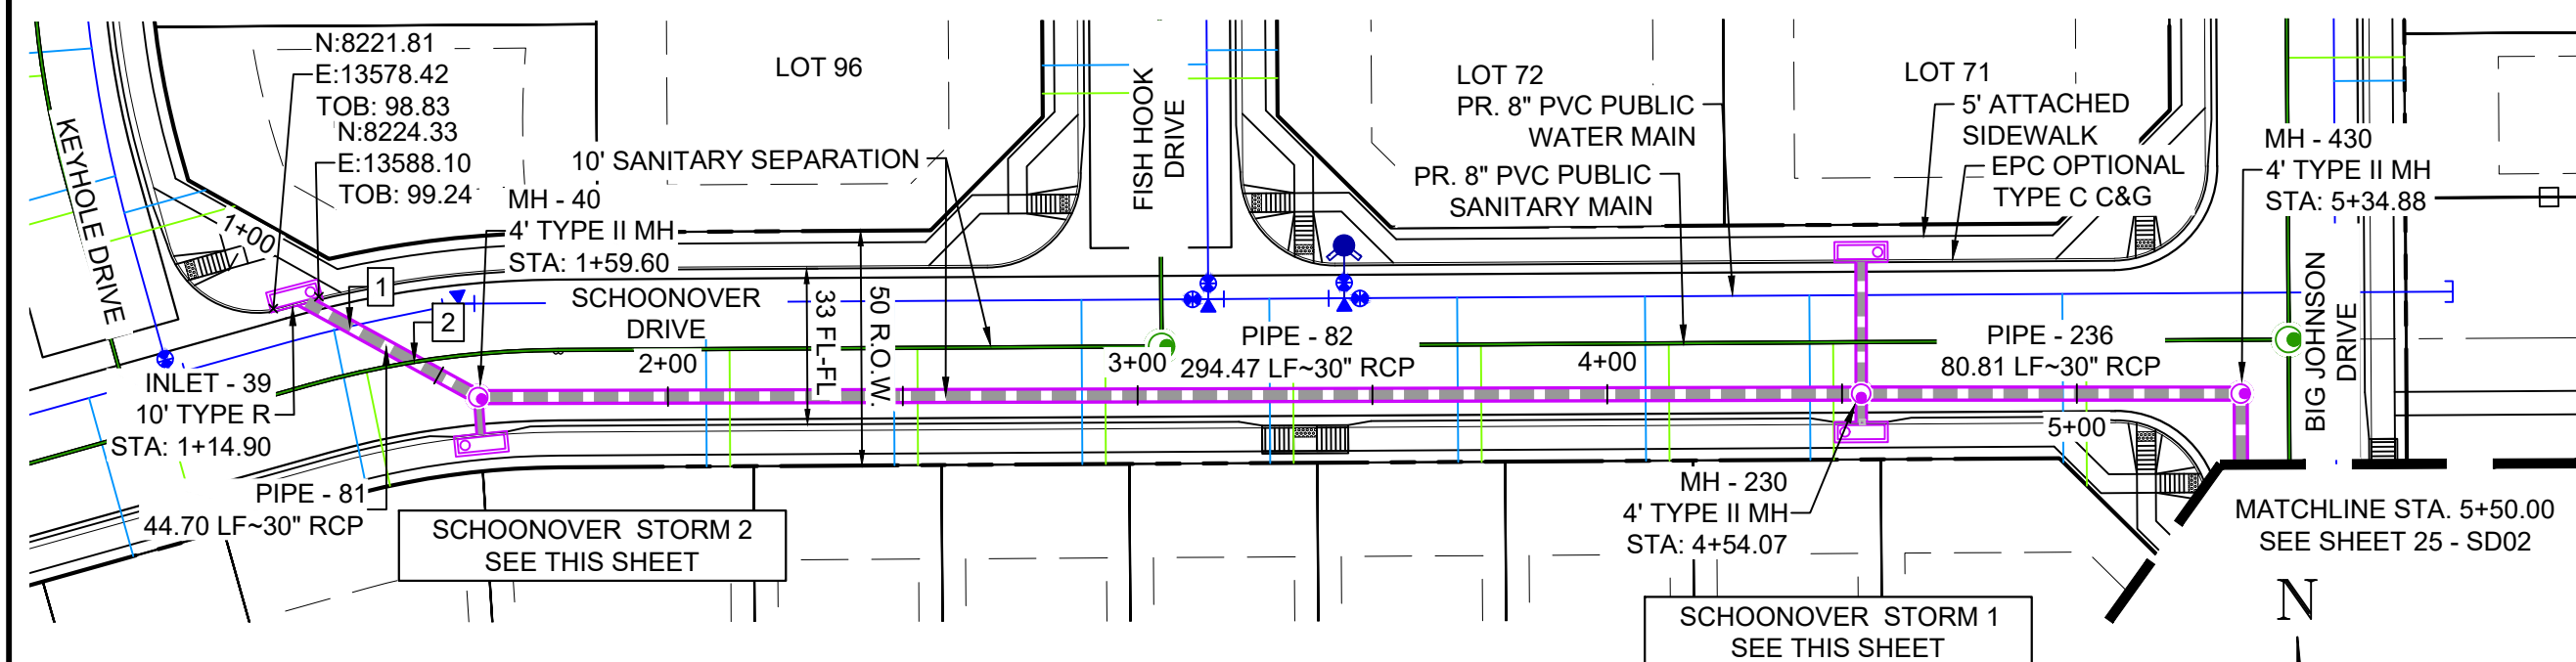 N:8221.81
E:13578.42
TOB: 98.83
N:8224.33
E:13588.10
TOB: 99.24
KEYHOLE DRIVE
1+00
LOT 96
10' SANITARY SEPARATION
MH - 40
4' TYPE II MH
STA: 1+59.60
1
2
INLET - 39
10' TYPE R
STA: 1+14.90
PIPE - 81
44.70 LF~30" RCP
SCHOONOVER
DRIVE
2+00
33 FL-FL
50 R.O.W.
SCHOONOVER STORM 2
SEE THIS SHEET
FISH HOOK
DRIVE
3+00
PIPE - 82
294.47 LF~30" RCP
LOT 72
PR. 8" PVC PUBLIC
WATER MAIN
PR. 8" PVC PUBLIC
SANITARY MAIN
4+00
LOT 71
5' ATTACHED
SIDEWALK
EPC OPTIONAL
TYPE C C&G
PIPE - 236
80.81 LF~30" RCP
MH - 230
4' TYPE II MH
STA: 4+54.07
5+00
SCHOONOVER STORM 1
SEE THIS SHEET
MH - 430
4' TYPE II MH
STA: 5+34.88
BIG JOHNSON
DRIVE
MATCHLINE STA. 5+50.00
SEE SHEET 25 - SD02
N